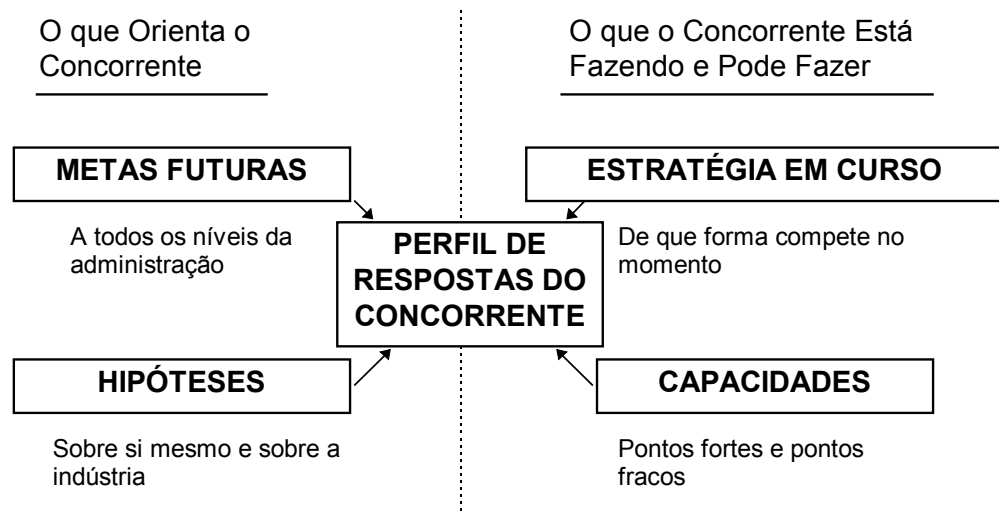 O que Orienta o
Concorrente
O que o Concorrente Está
Fazendo e Pode Fazer
METAS FUTURAS
A todos os níveis da
administração
ESTRATÉGIA EM CURSO
De que forma compete no
momento
PERFIL DE
RESPOSTAS DO
CONCORRENTE
HIPÓTESES
Sobre si mesmo e sobre a
indústria
CAPACIDADES
Pontos fortes e pontos
fracos